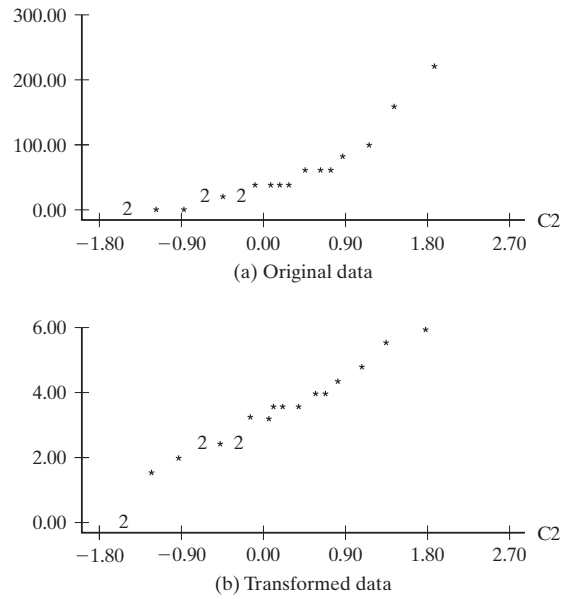 300.00
200.00
100.00
0.00
2 * * 2 * 2 * * * * * * * * * * *
C2
−1.80 −0.90 0.00 0.90 1.80 2.70
(a) Original data
6.00
4.00
2.00
0.00
2 * * 2 * 2 * * * * * * * * * * *
C2
−1.80 −0.90 0.00 0.90 1.80 2.70
(b) Transformed data